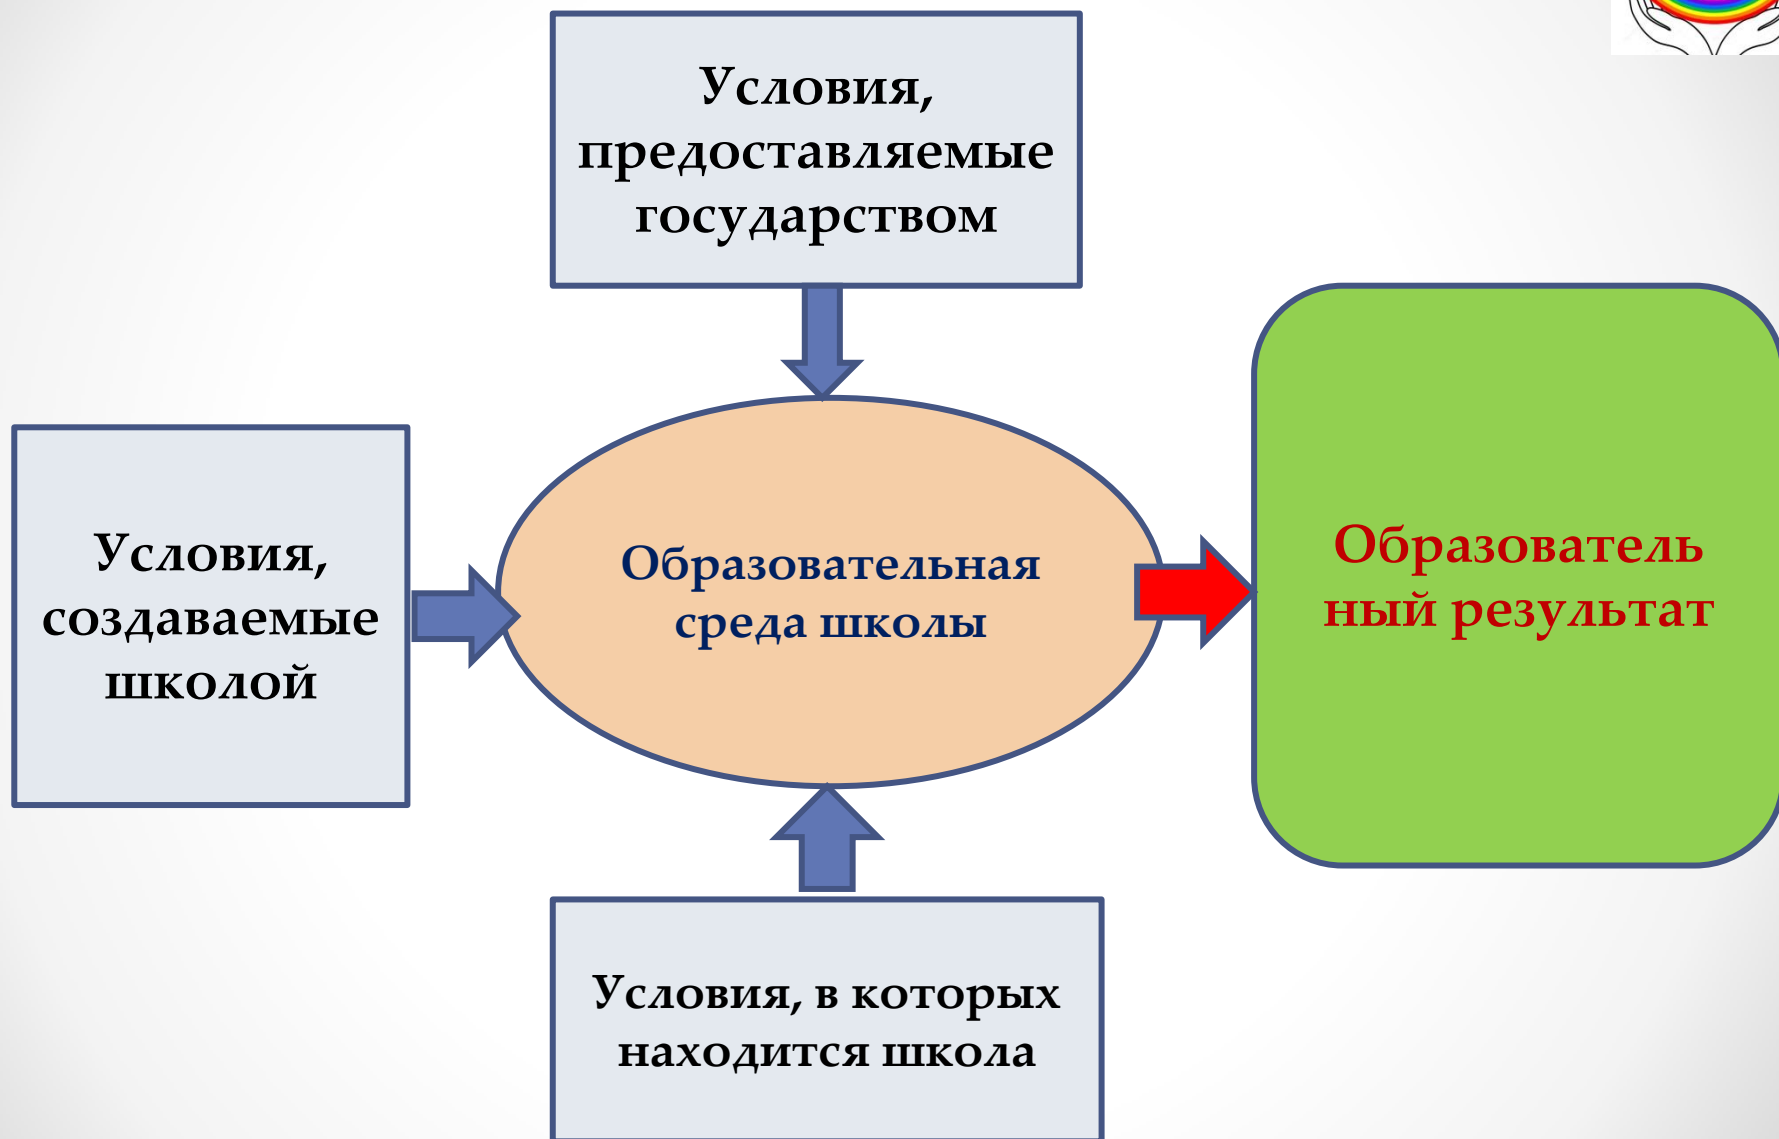 Условия,
предоставляемые
государством
Условия,
создаваемые
школой
Образовательная
среда школы
Образователь
ный результат
Условия, в которых
находится школа